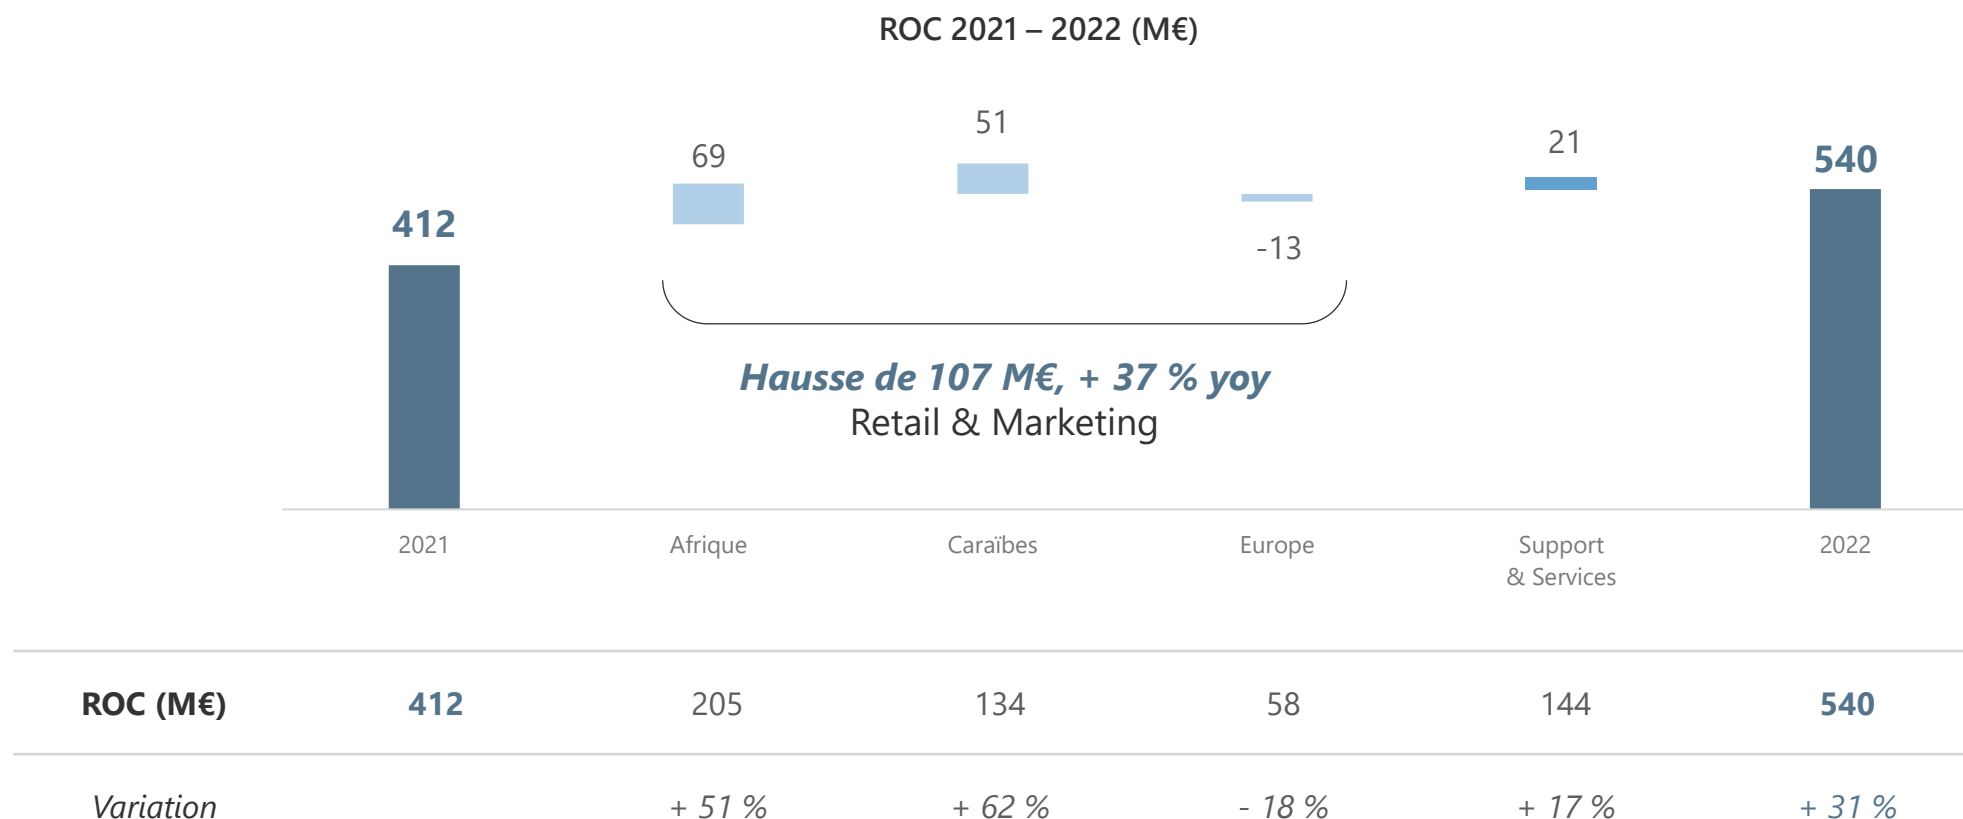 ROC 2021 – 2022 (M€)
69
51
-13
21
412
540
Hausse de 107 M€, + 37 % yoy
Retail & Marketing
2021
Afrique
Caraïbes
Europe
Support
& Services
2022
ROC (M€) 412 205 134 58 144 540
Variation + 51 % + 62 % - 18 % + 17 % + 31 %